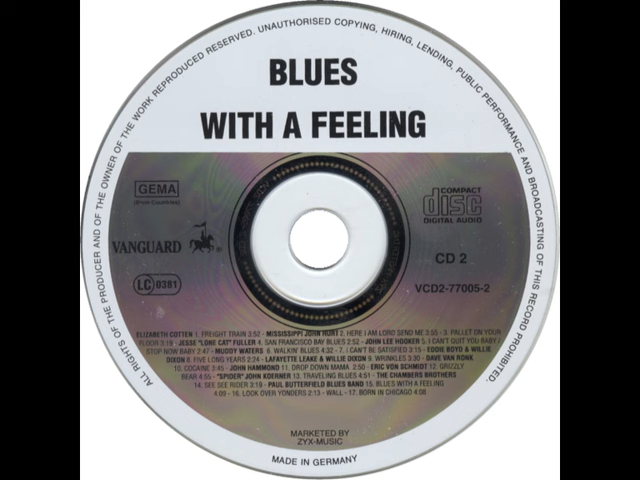 ALL RIGHTS OF THE PRODUCER AND OF THE OWNER OF THE WORK REPRODUCED RESERVED. UNAUTHORISED COPYING, HIRING, LENDING, PUBLIC PERFORMANCE AND BROADCASTING OF THIS RECORD PROHIBITED.
BLUES
WITH A FEELING
GEMA
COMPACT
disc
DIGITAL AUDIO
VANGUARD ®
CD 2
LC 0381
VCD2-77005-2
ELIZABETH COTTEN 1. FREIGHT TRAIN 3:52 - MISSISSIPPI JOHN HURT 2. HERE I AM LORD SEND ME 3:55 - 3. PALLET ON YOUR
FLOOR 3:19 - JESSE "LONE CAT" FULLER 4. SAN FRANCISCO BAY BLUES 2:54 - JOHN LEE HOOKER 5. I CAN'T QUIT YOU BABY /
STOP NOW BABY 2:47 - MUDDY WATERS 6. WALKIN' BLUES 4:32 - 7. I CAN'T BE SATISFIED 3:15 - EDDIE BOYD & WILLIE
DIXON 8. FIVE LONG YEARS 3:24 - LAFAYETTE LEAKE & WILLIE DIXON 9. WRINKLES 3:30 - DAVE VAN RONK
10. COCAINE 3:45 - JOHN HAMMOND 11. DROP DOWN MAMA 2:50 - ERIC VON SCHMIDT 12. GRIZZLY
BEAR 4:55 - "SPIDER" JOHN KOERNER 13. TRAVELING BLUES 4:51 - THE CHAMBERS BROTHERS
14. SEE SEE RIDER 3:19 - PAUL BUTTERFIELD BLUES BAND 15. BLUES WITH A FEELING
4:09 - 16. LOOK OVER YONDERS 2:13 - WALL - 17. BORN IN CHICAGO 4:08
MARKETED BY
ZYX-MUSIC
MADE IN GERMANY